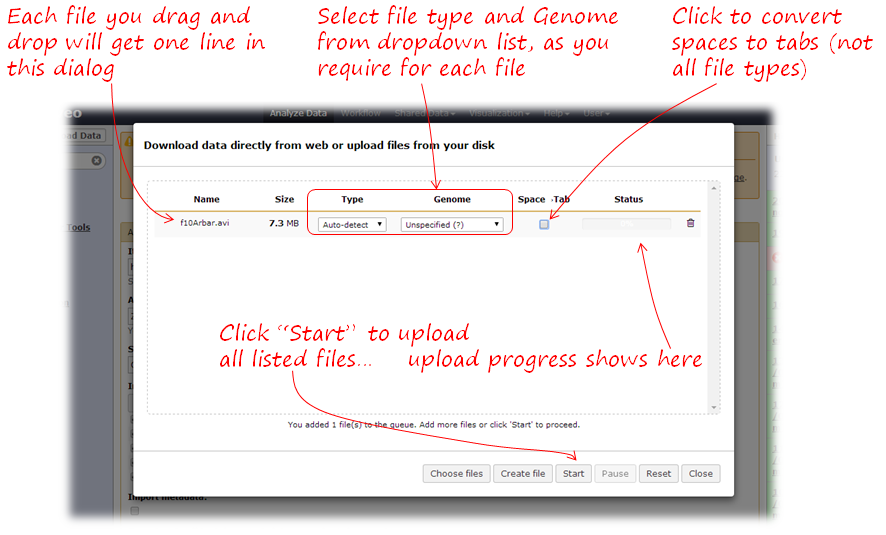 Each file you drag and
drop will get one line in
this dialog
Select file type and Genome
from dropdown list, as you
require for each file
Click to convert
spaces to tabs (not
all file types)
eo
Analyze Data Workflow Shared Data Visualization Help User
ad Data
Download data directly from web or upload files from your disk
Name Size Type Genome Space Tab Status
f10Arbar.avi 7.3 MB Auto-detect Unspecified (?)
Tools
Click "Start" to upload
all listed files... upload progress shows here
You added 1 file(s) to the queue. Add more files or click 'Start' to proceed.
Choose files Create file Start Pause Reset Close
Import metadata: